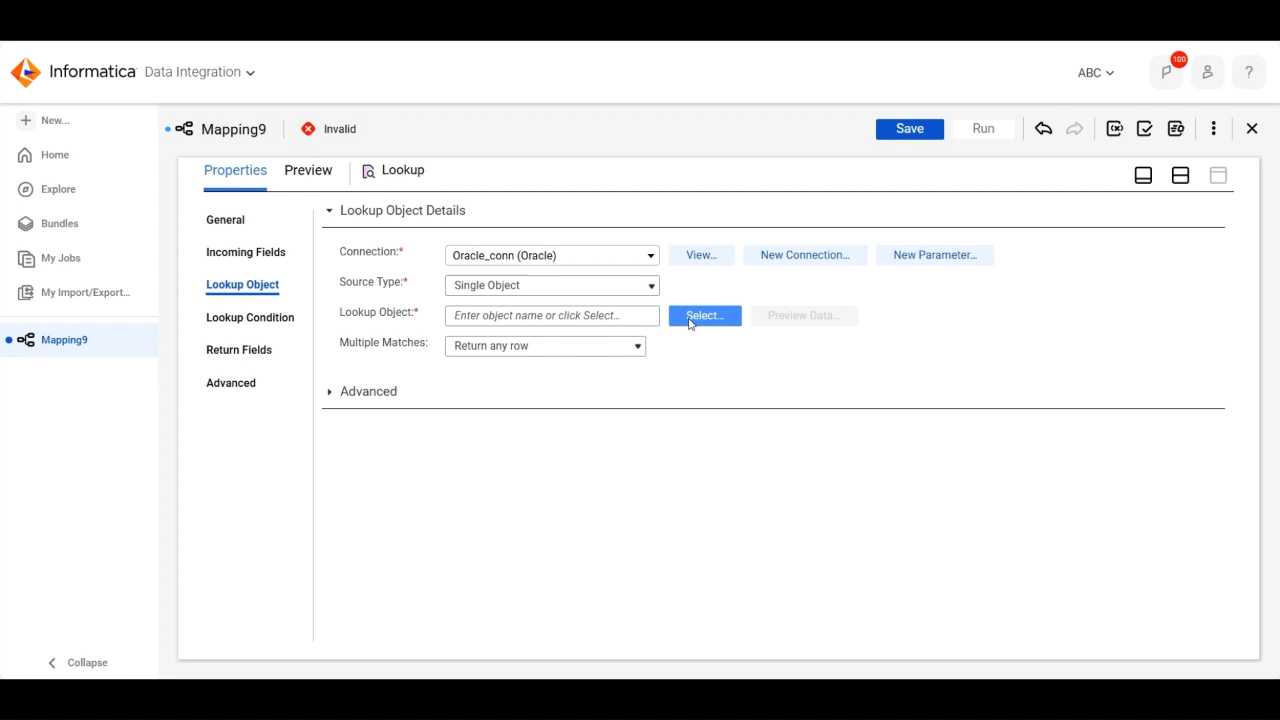 Informatica Data Integration
ABC
100
?
New...
Home
Explore
Bundles
My Jobs
My Import/Export...
Mapping9
Collapse
Mapping9
Invalid
Save
Run
Properties
Preview
Lookup
General
Incoming Fields
Lookup Object
Lookup Condition
Return Fields
Advanced
Lookup Object Details
Connection:* Oracle_conn (Oracle) View... New Connection... New Parameter...
Source Type:* Single Object
Lookup Object:* Enter object name or click Select... Select... Preview Data...
Multiple Matches: Return any row
Advanced